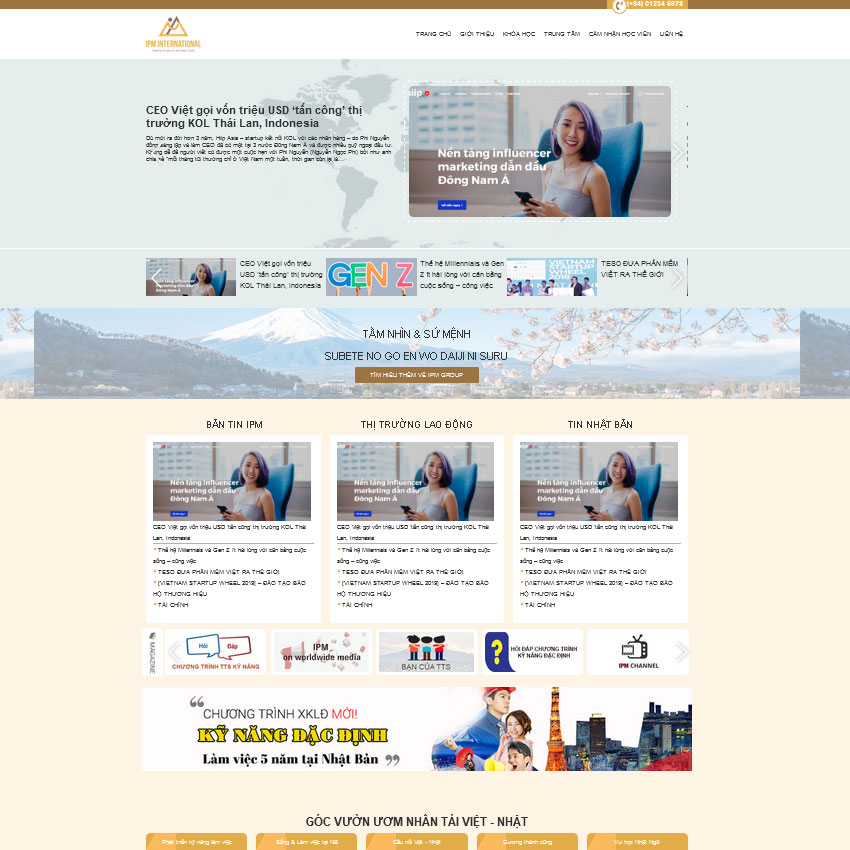 (+84) 01234 5678
IPM INTERNATIONAL
TRANG CHỦ GIỚI THIỆU KHÓA HỌC TRUNG TÂM CẢM NHẬN HỌC VIÊN LIÊN HỆ
CEO Việt gọi vốn triệu USD ‘tấn công’ thị
trường KOL Thái Lan, Indonesia
Dù mới ra đời hơn 3 năm, Hiip Asia – startup kết nối KOL với các nhãn hàng – do Phi Nguyễn
đồng sáng lập và làm CEO đã có mặt tại 3 nước Đông Nam Á và được nhiều quỹ ngoại đầu tư.
Không dễ để người viết có được một cuộc hẹn với Phi Nguyễn (Nguyễn Ngọc Phi) bởi như anh
chia sẻ “mỗi tháng tôi thường chỉ ở Việt Nam một tuần, thời gian còn lại là...
hiip
Nền tảng influencer
marketing dẫn đầu
Đông Nam Á
CEO Việt gọi vốn triệu
USD ‘tấn công’ thị trường
KOL Thái Lan, Indonesia
GEN Z
Thế hệ Millennials và Gen
Z ít hài lòng với cân bằng
cuộc sống – công việc
VIETNAM
STARTUP
WHEEL
TESO ĐƯA PHẦN MỀM
VIỆT RA THẾ GIỚI
TẦM NHÌN & SỨ MỆNH
SUBETE NO GO EN WO DAIJI NI SURU
TÌM HIỂU THÊM VỀ IPM GROUP
BẢN TIN IPM
Nền tảng influencer
marketing dẫn đầu
Đông Nam Á
CEO Việt gọi vốn triệu USD ‘tấn công’ thị trường KOL Thái
Lan, Indonesia
* Thế hệ Millennials và Gen Z ít hài lòng với cân bằng cuộc
sống – công việc
* TESO ĐƯA PHẦN MỀM VIỆT RA THẾ GIỚI
* [VIETNAM STARTUP WHEEL 2019] – ĐÀO TẠO BẢO
HỘ THƯƠNG HIỆU
* TÀI CHÍNH
THỊ TRƯỜNG LAO ĐỘNG
Nền tảng influencer
marketing dẫn đầu
Đông Nam Á
CEO Việt gọi vốn triệu USD ‘tấn công’ thị trường KOL Thái
Lan, Indonesia
* Thế hệ Millennials và Gen Z ít hài lòng với cân bằng cuộc
sống – công việc
* TESO ĐƯA PHẦN MỀM VIỆT RA THẾ GIỚI
* [VIETNAM STARTUP WHEEL 2019] – ĐÀO TẠO BẢO
HỘ THƯƠNG HIỆU
* TÀI CHÍNH
TIN NHẬT BẢN
Nền tảng influencer
marketing dẫn đầu
Đông Nam Á
CEO Việt gọi vốn triệu USD ‘tấn công’ thị trường KOL Thái
Lan, Indonesia
* Thế hệ Millennials và Gen Z ít hài lòng với cân bằng cuộc
sống – công việc
* TESO ĐƯA PHẦN MỀM VIỆT RA THẾ GIỚI
* [VIETNAM STARTUP WHEEL 2019] – ĐÀO TẠO BẢO
HỘ THƯƠNG HIỆU
* TÀI CHÍNH
MAGAZINE
Hỏi Đáp
CHƯƠNG TRÌNH TTS KỸ NĂNG
IPM
on worldwide media
BẠN CỦA TTS
?
HỎI ĐÁP CHƯƠNG TRÌNH
KỸ NĂNG ĐẶC ĐỊNH
IPM CHANNEL
“
CHƯƠNG TRÌNH XKLĐ MỚI!
KỸ NĂNG ĐẶC ĐỊNH
Làm việc 5 năm tại Nhật Bản ”
GÓC VƯỜN ƯƠM NHÂN TÀI VIỆT - NHẬT
Phát triển kỹ năng làm việc
Sống & Làm việc tại NB
Cầu nối Việt - Nhật
Gương thành công
Vui học Nhật Ngữ